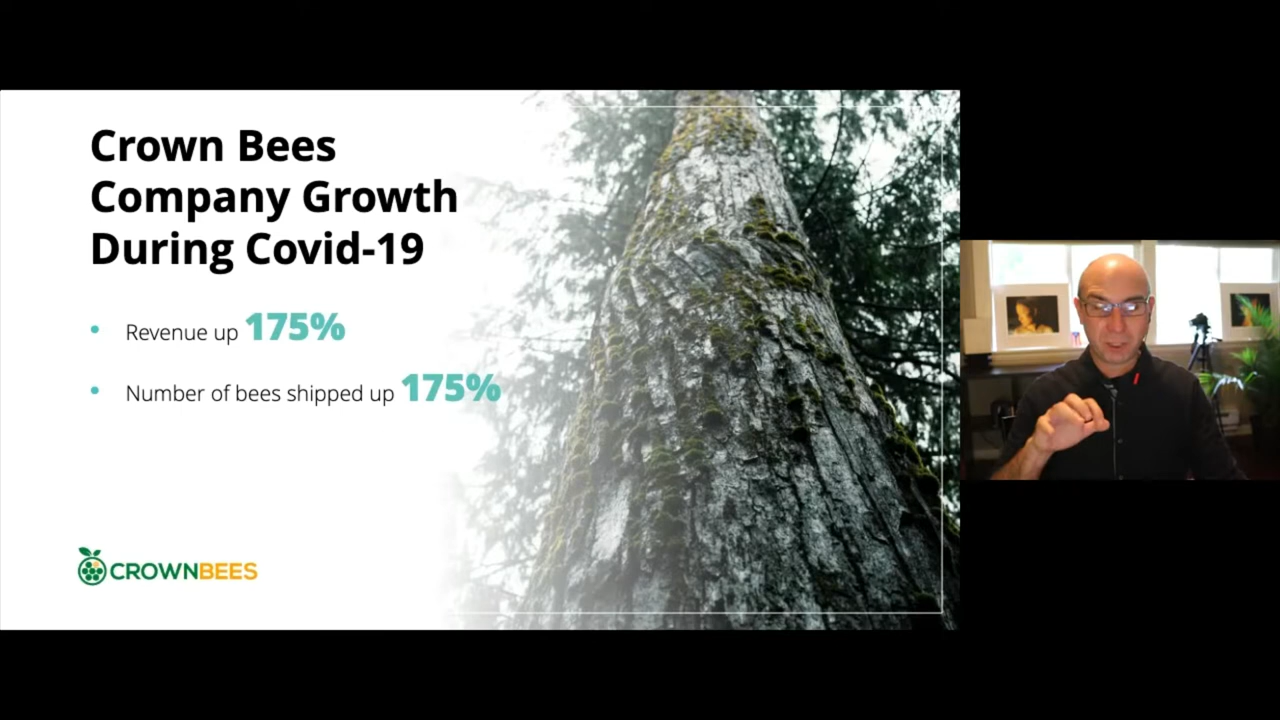 Crown Bees
Company Growth
During Covid-19
• Revenue up 175%
• Number of bees shipped up 175%
CROWNBEES